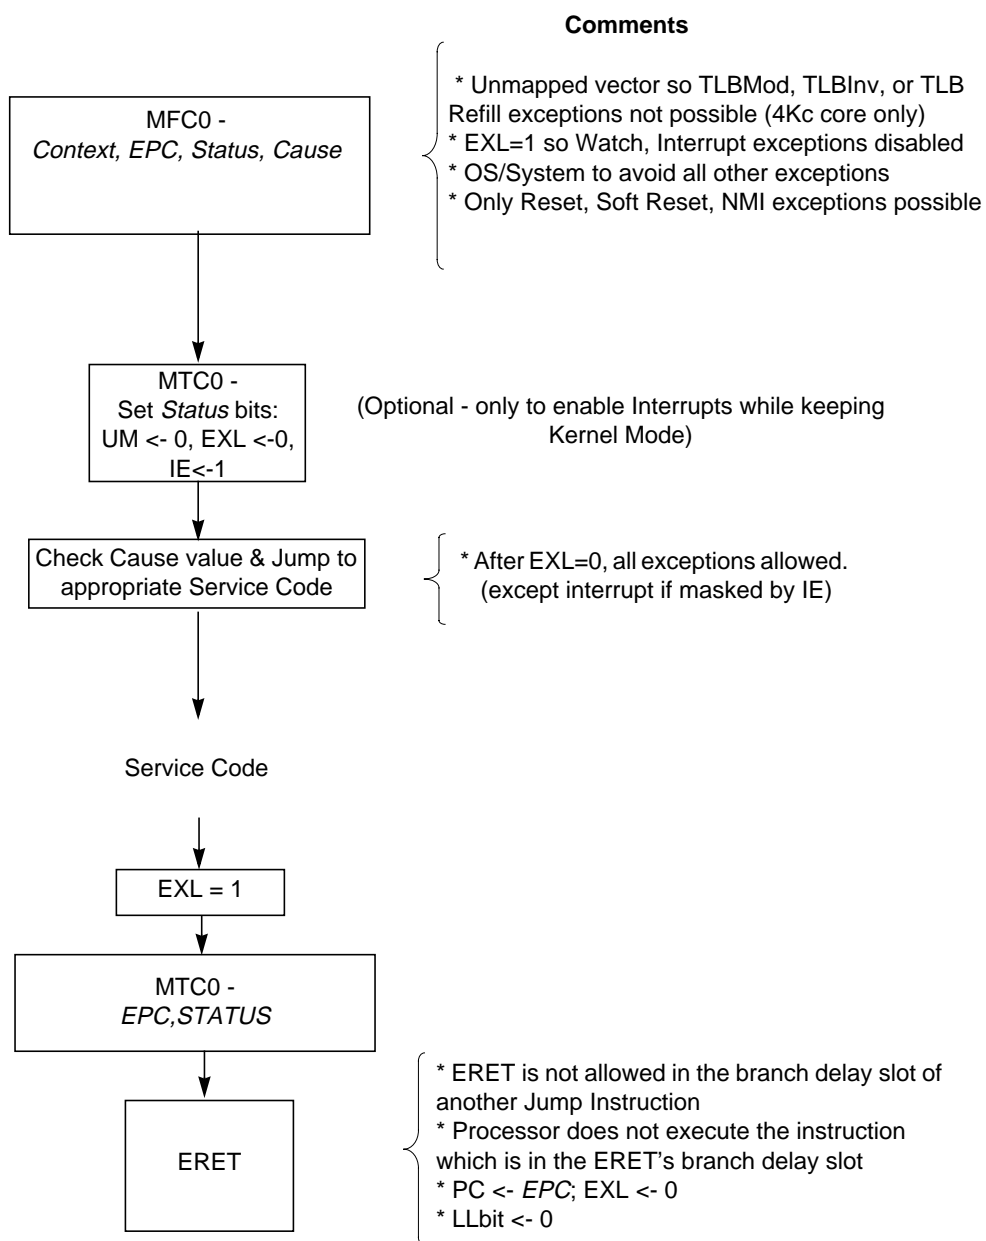 Comments
MFC0 -
Context, EPC, Status, Cause
* Unmapped vector so TLBMod, TLBInv, or TLB
Refill exceptions not possible (4Kc core only)
* EXL=1 so Watch, Interrupt exceptions disabled
* OS/System to avoid all other exceptions
* Only Reset, Soft Reset, NMI exceptions possible
MTC0 -
Set Status bits:
UM <- 0, EXL <-0,
IE<-1
(Optional - only to enable Interrupts while keeping
Kernel Mode)
Check Cause value & Jump to
appropriate Service Code
* After EXL=0, all exceptions allowed.
(except interrupt if masked by IE)
Service Code
EXL = 1
MTC0 -
EPC,STATUS
ERET
* ERET is not allowed in the branch delay slot of
another Jump Instruction
* Processor does not execute the instruction
which is in the ERET's branch delay slot
* PC <- EPC; EXL <- 0
* LLbit <- 0